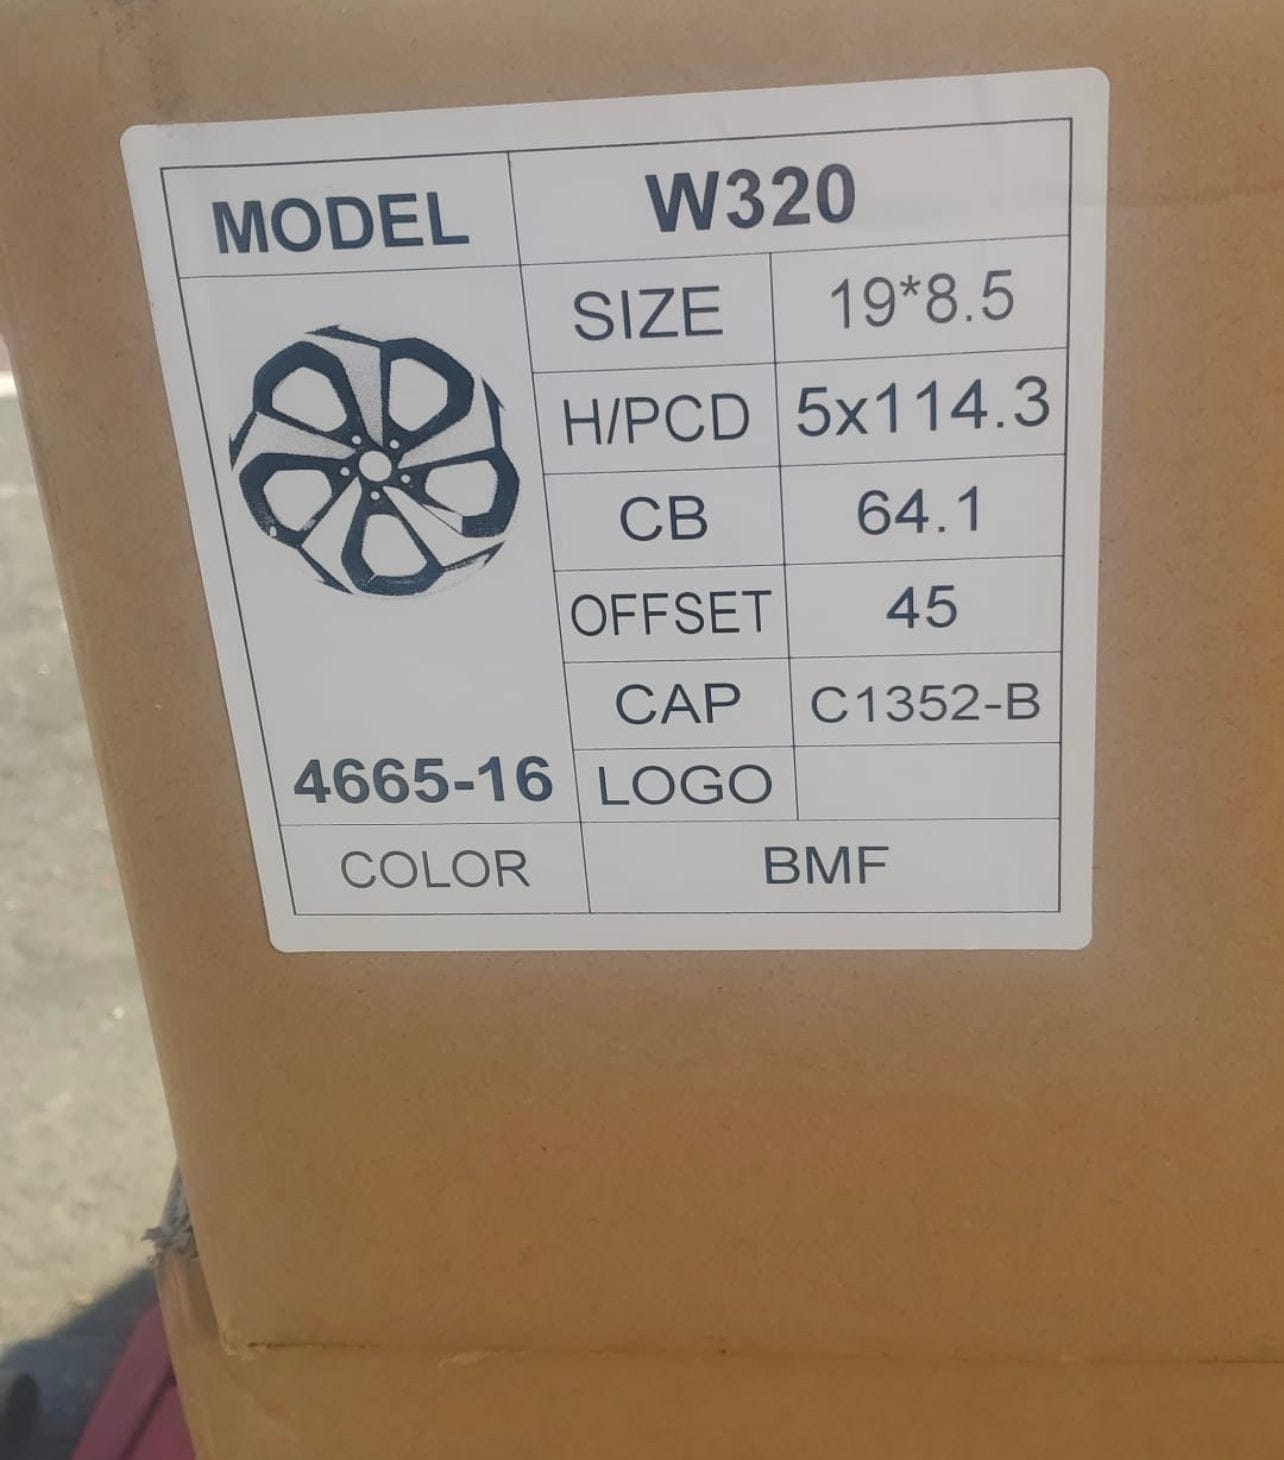 MODEL W320
SIZE 19*8.5
H/PCD 5x114.3
CB 64.1
OFFSET 45
CAP C1352-B
4665-16 LOGO
COLOR BMF